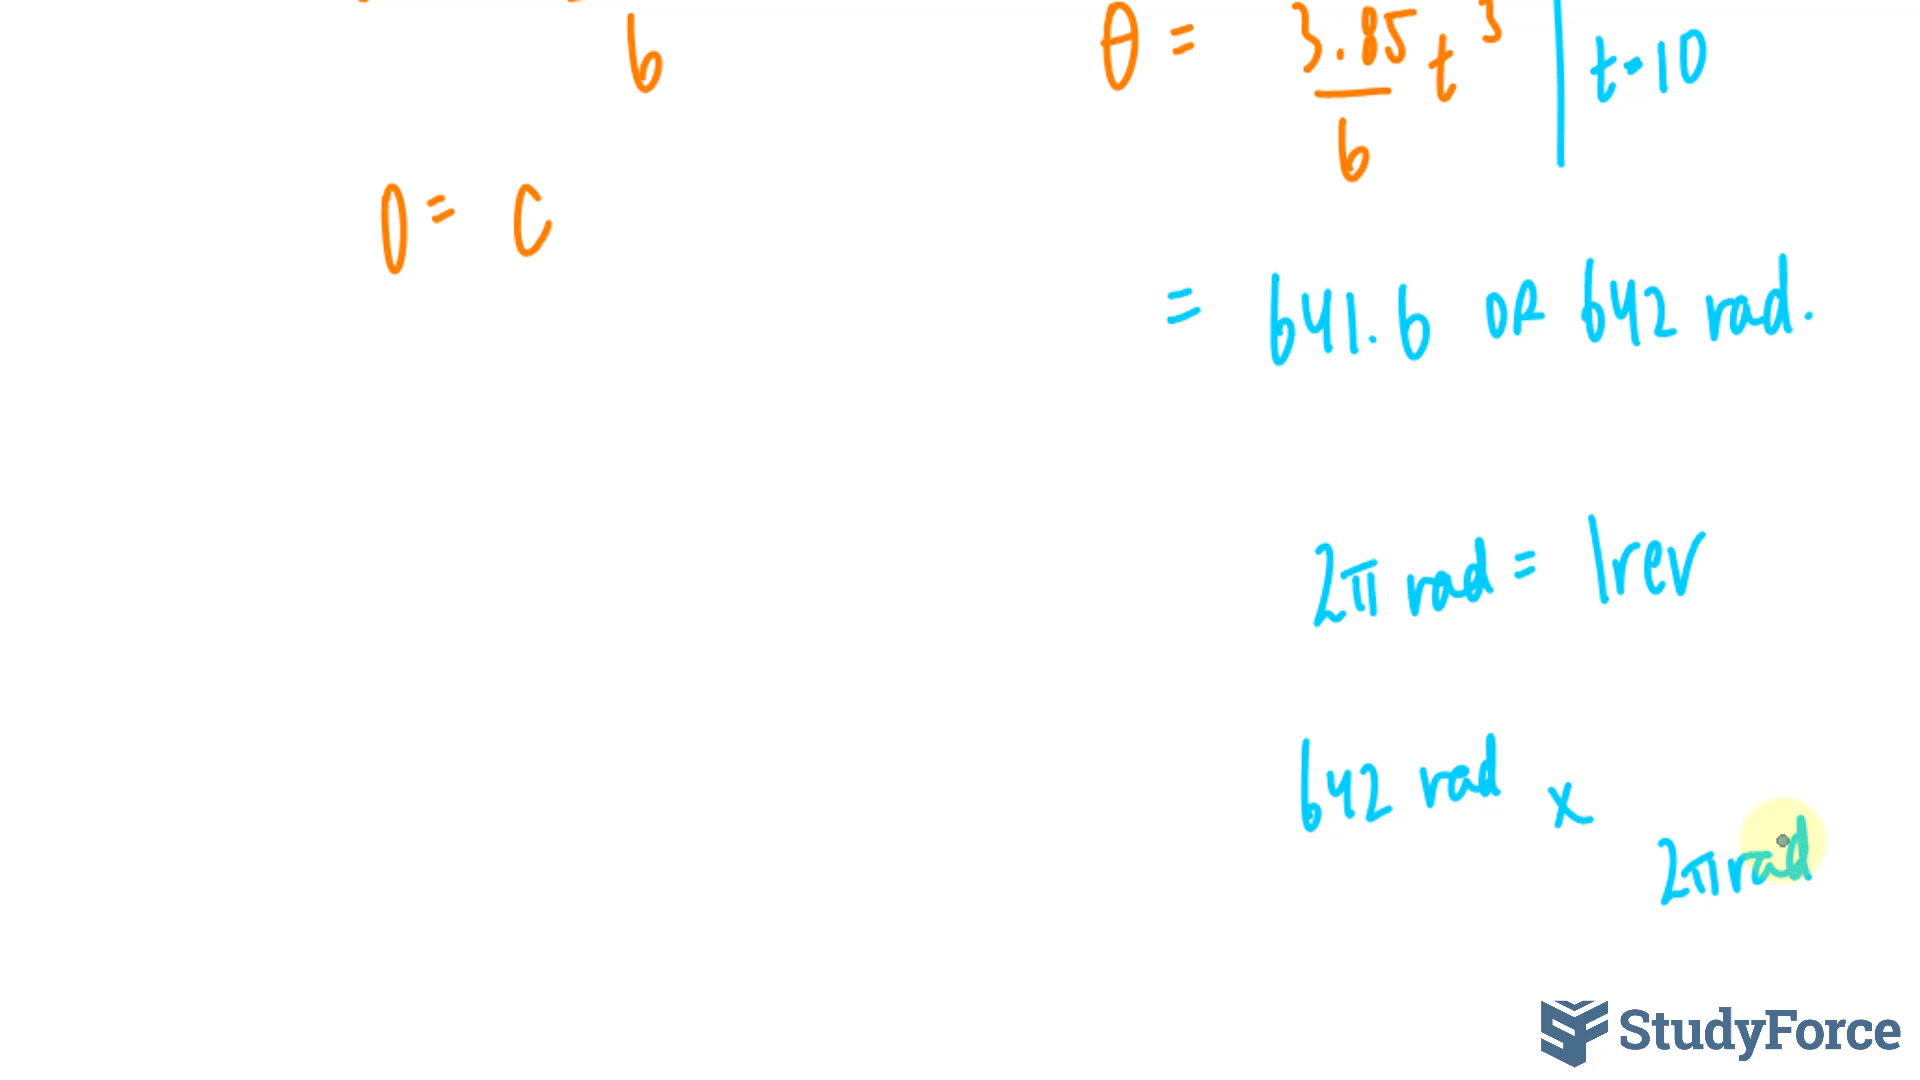 6
θ = 3.85/6 t³ | t=10
0 = C
= 641.6 OR 642 rad.
2π rad = 1rev
642 rad x
2π rad
StudyForce